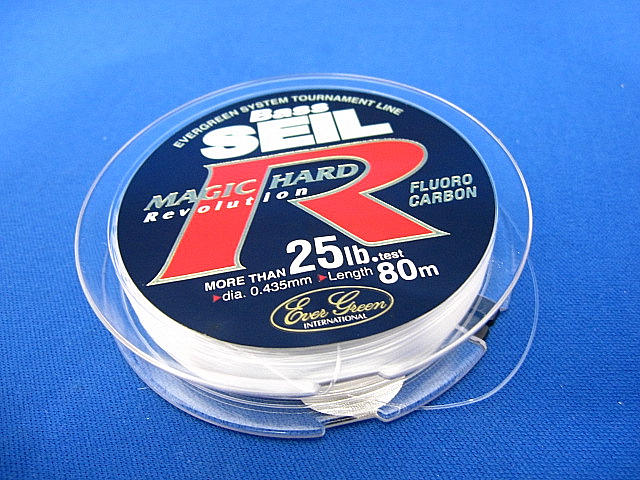 EVERGREEN SYSTEM TOURNAMENT LINE
Bass
SEIL
R
MAGIC HARD
Revolution
FLUORO
CARBON
MORE THAN 25lb.test
dia. 0.435mm Length 80m
Ever Green
INTERNATIONAL